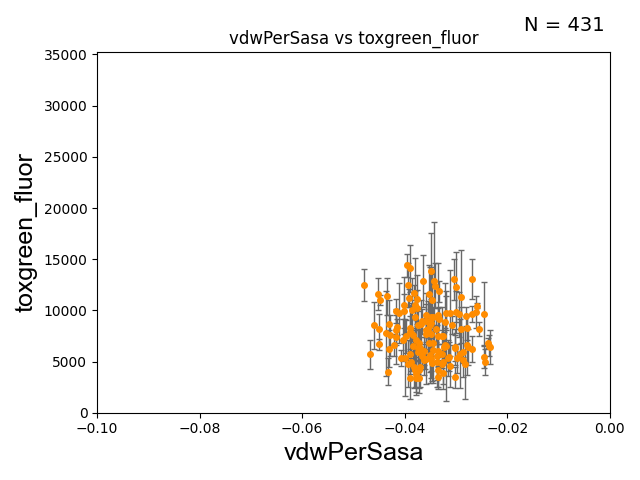 N = 431
vdwPerSasa vs toxgreen_fluor
35000
30000
25000
20000
15000
10000
5000
0
toxgreen_fluor
−0.10 −0.08 −0.06 −0.04 −0.02 0.00
vdwPerSasa